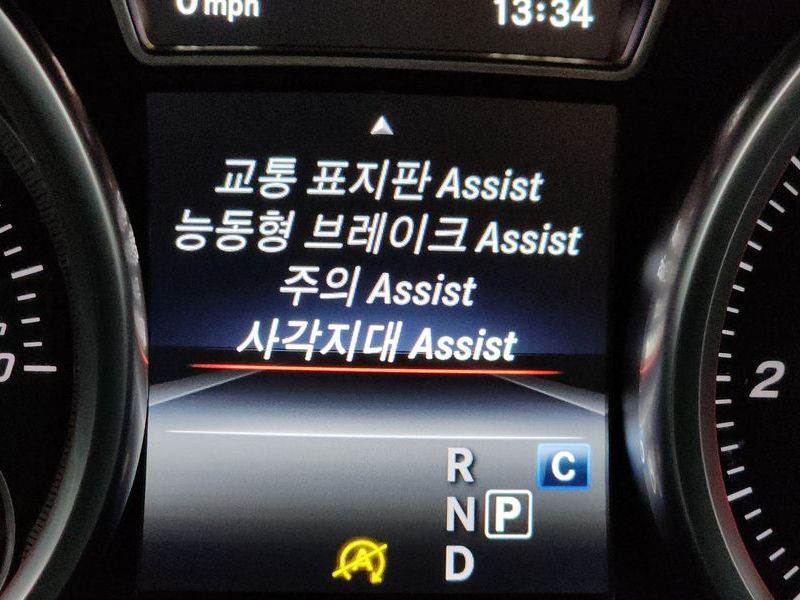 0 mph 13:34
교통 표지판 Assist
능동형 브레이크 Assist
주의 Assist
사각지대 Assist
R C
N P
D
A
0
2